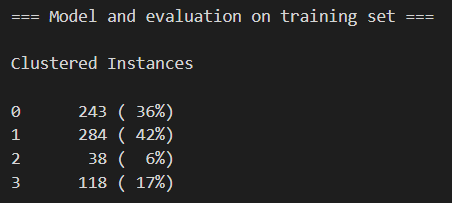 === Model and evaluation on training set ===
Clustered Instances
0 243 ( 36%)
1 284 ( 42%)
2 38 ( 6%)
3 118 ( 17%)